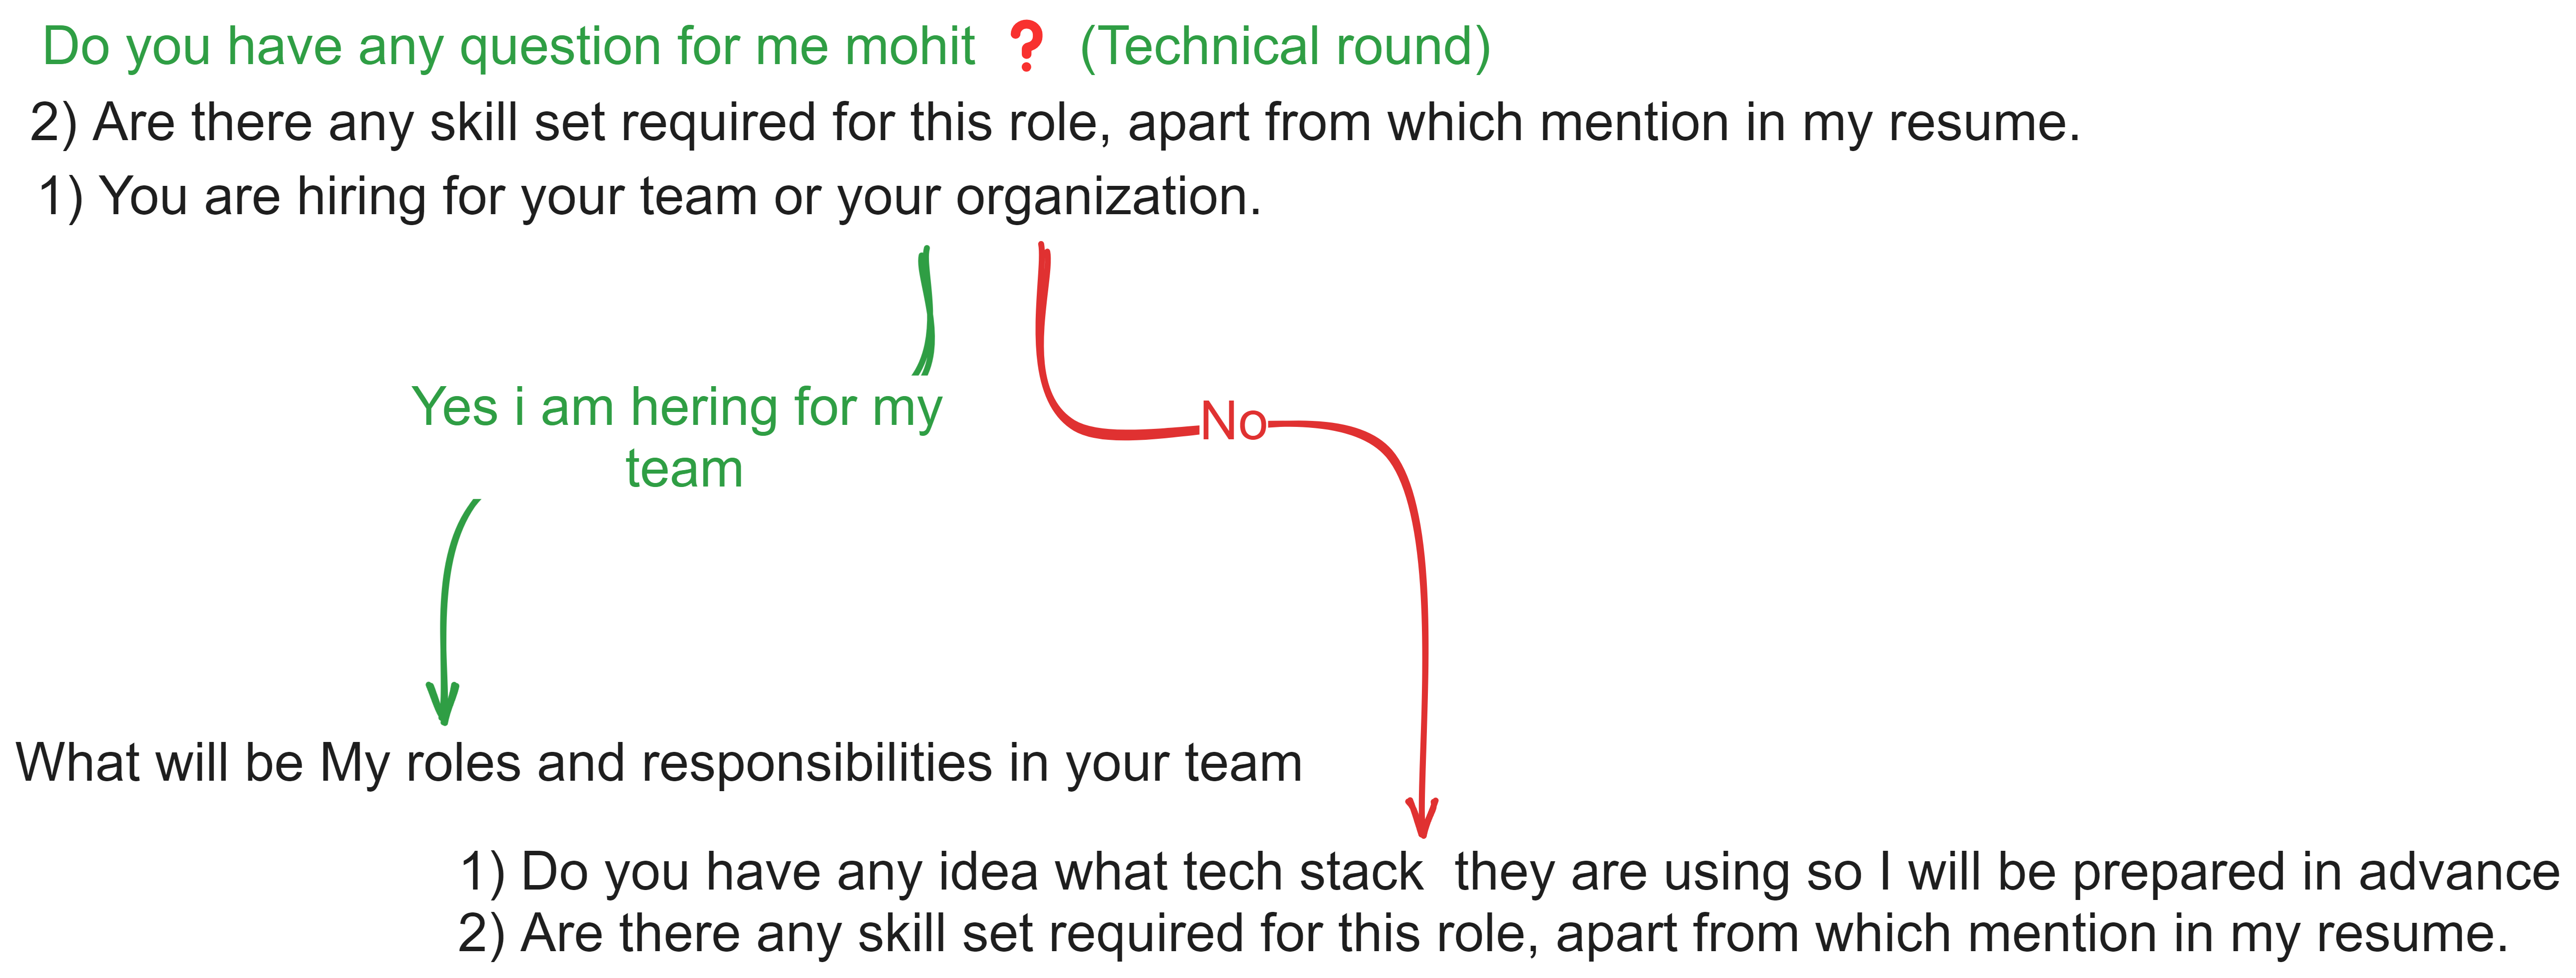 Do you have any question for me mohit ❓ (Technical round)
2) Are there any skill set required for this role, apart from which mention in my resume.
1) You are hiring for your team or your organization.
Yes i am hering for my
team
No
What will be My roles and responsibilities in your team
1) Do you have any idea what tech stack  they are using so I will be prepared in advance
2) Are there any skill set required for this role, apart from which mention in my resume.